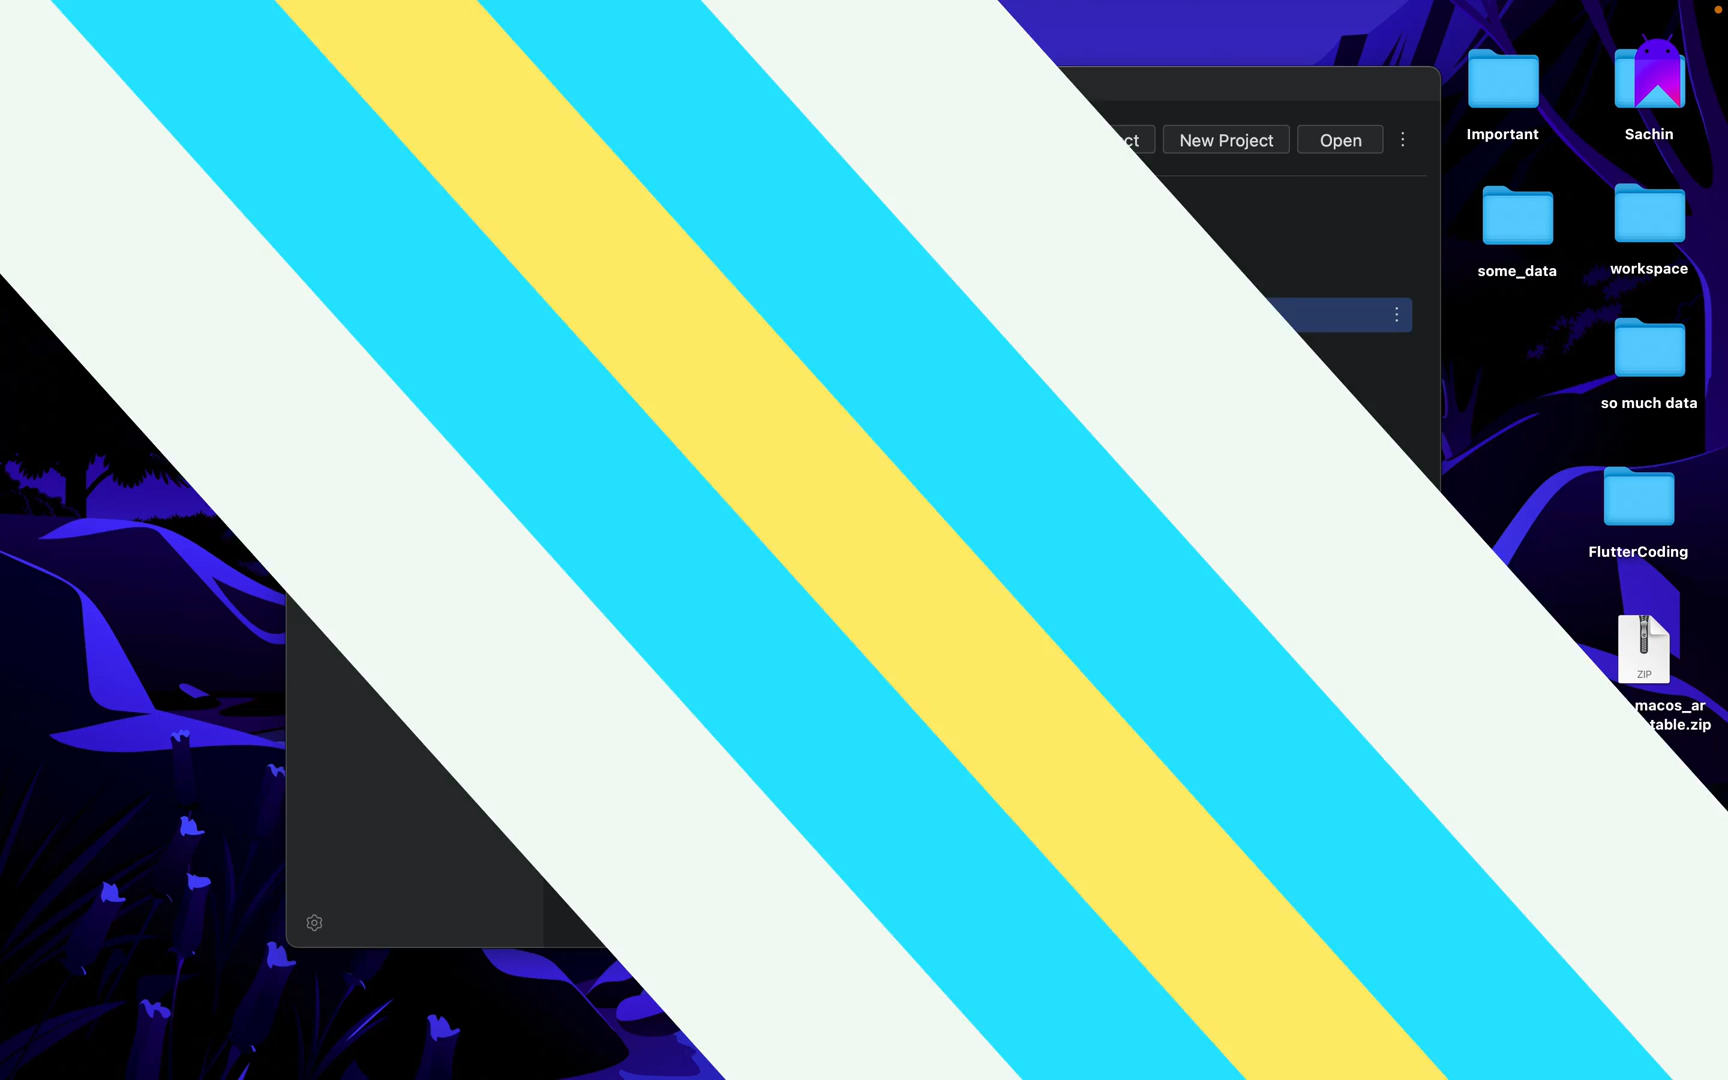 New Project
Open
Important
Sachin
some_data
workspace
so much data
FlutterCoding
ZIP
macos_ar
table.zip